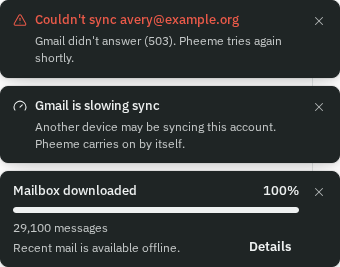 Couldn't sync avery@example.org
Gmail didn't answer (503). Pheeme tries again
shortly.
Gmail is slowing sync
Another device may be syncing this account.
Pheeme carries on by itself.
Mailbox downloaded 100%
29,100 messages
Recent mail is available offline. Details